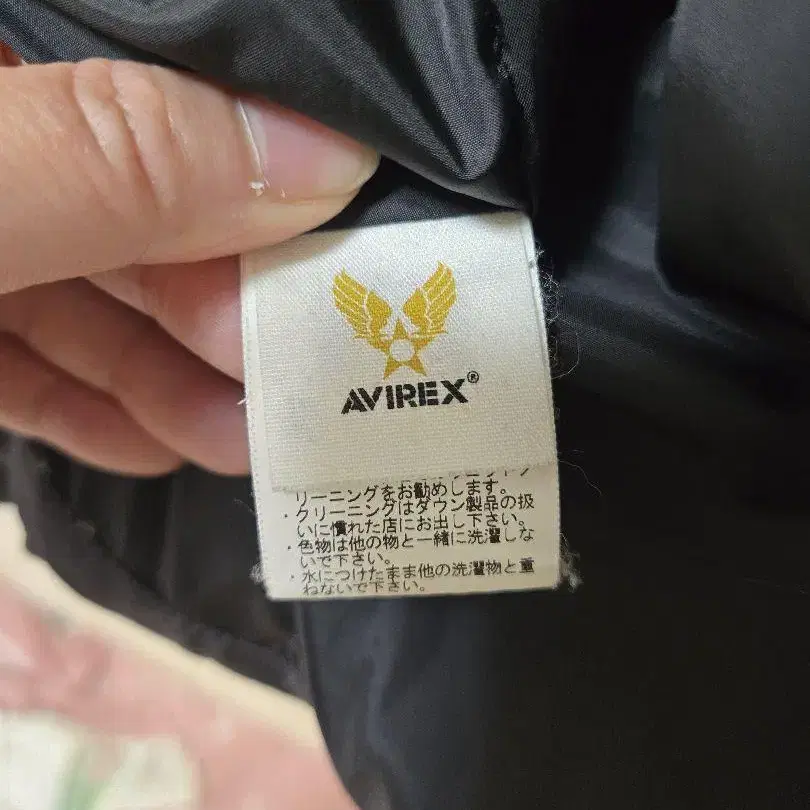 AVIREX®
リーニングをお勧めします。
・クリーニングはダウン製品の扱
いに慣れた店にお出し下さい。
・色物は他の物と一緒に洗濯しな
いで下さい。
・水につけたまま他の洗濯物と重
ねないで下さい。